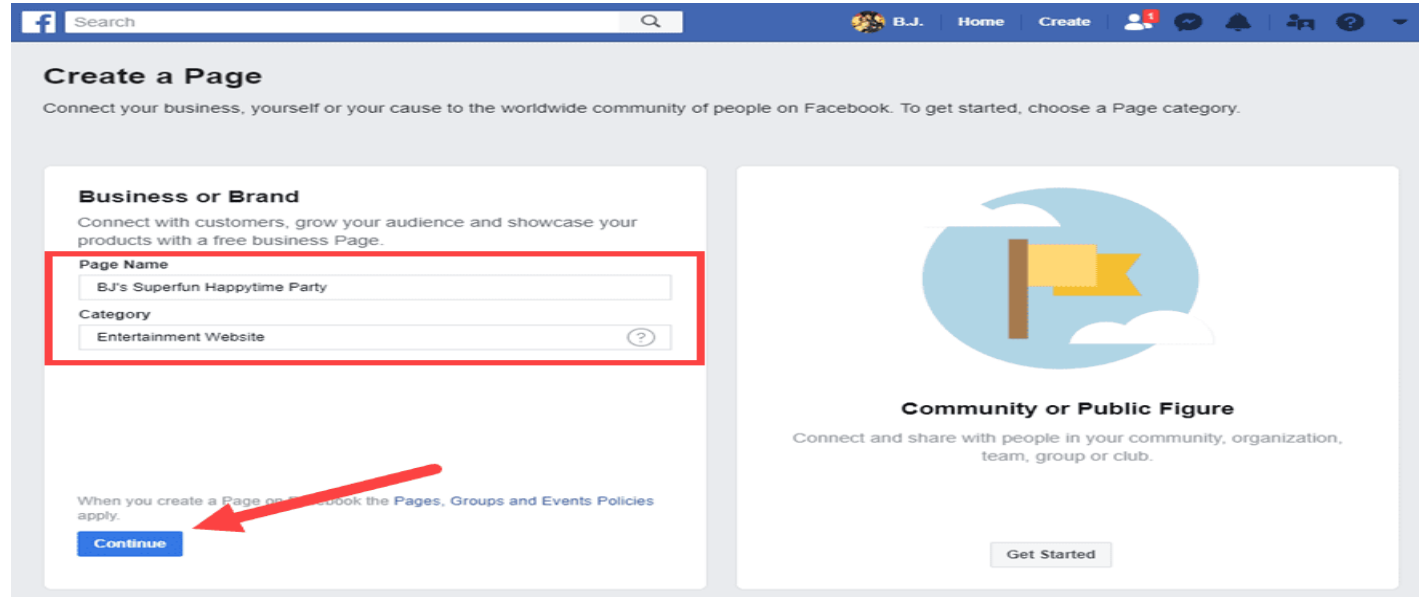 f Search B.J. Home Create 1
Create a Page
Connect your business, yourself or your cause to the worldwide community of people on Facebook. To get started, choose a Page category.
Business or Brand
Connect with customers, grow your audience and showcase your
products with a free business Page.
Page Name
BJ's Superfun Happytime Party
Category
Entertainment Website ?
When you create a Page on Facebook the Pages, Groups and Events Policies
apply.
Continue
Community or Public Figure
Connect and share with people in your community, organization,
team, group or club.
Get Started